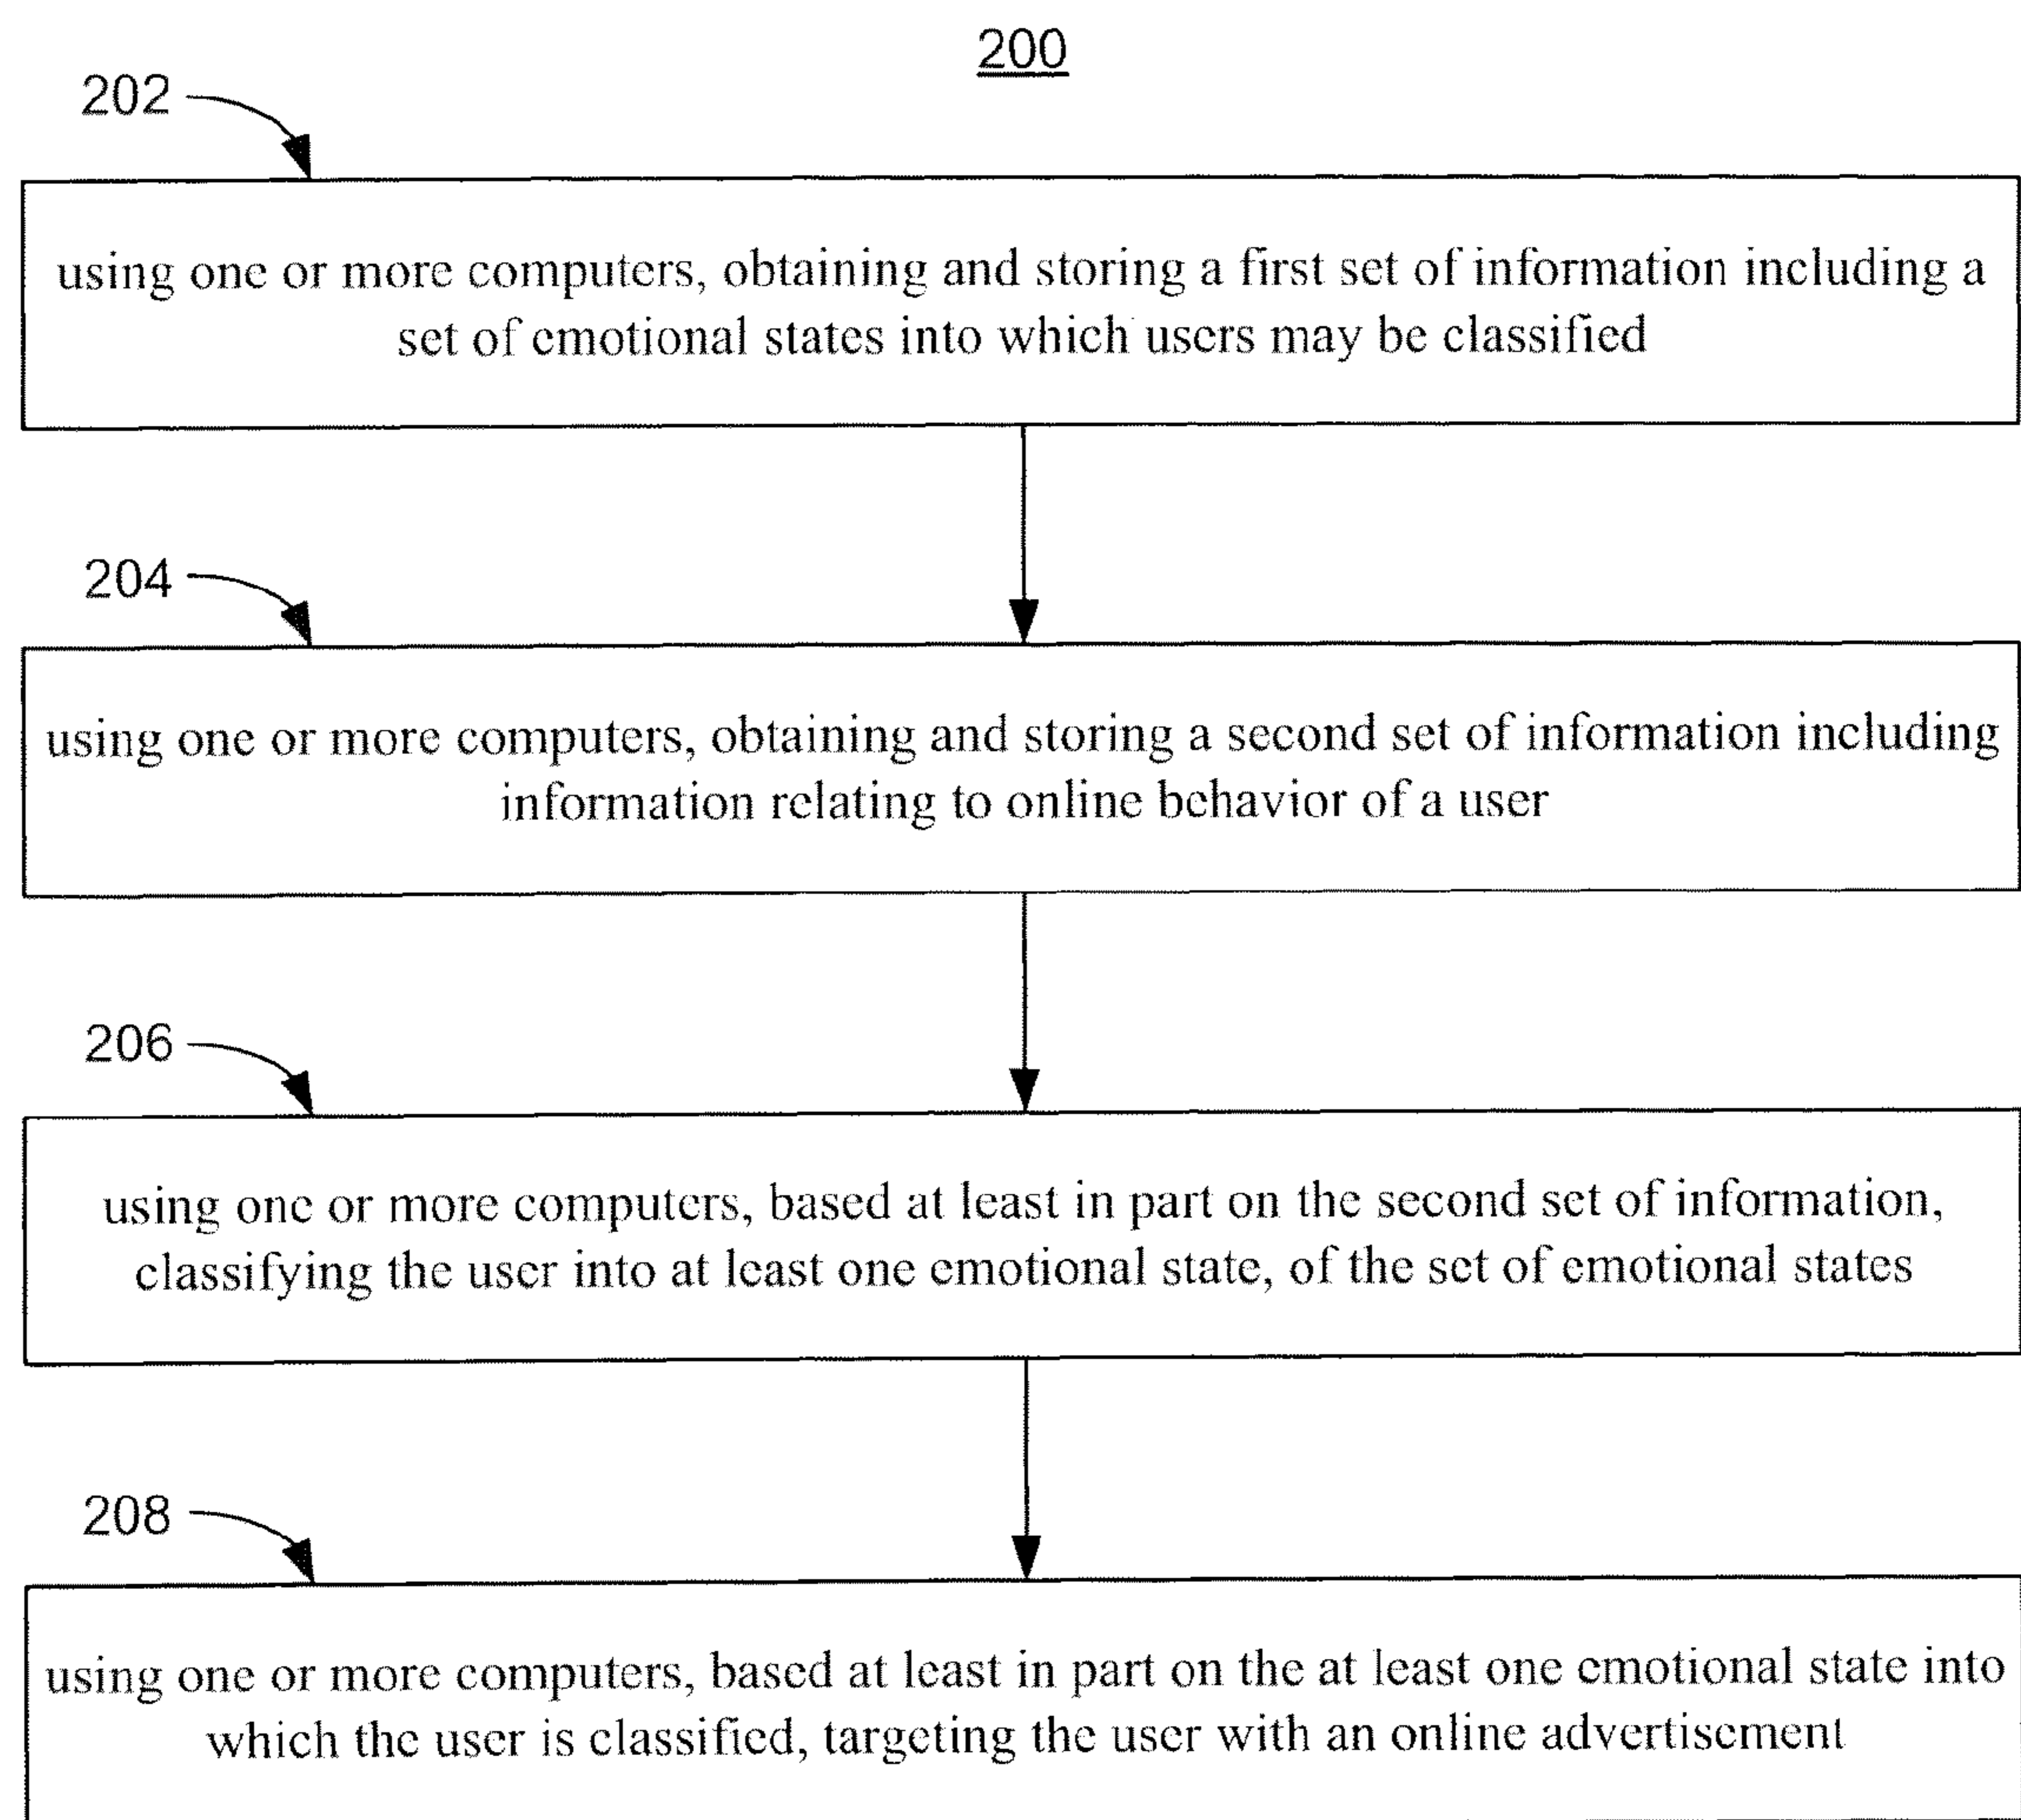 200
202
using one or more computers, obtaining and storing a first set of information including a
set of emotional states into which users may be classified
204
using one or more computers, obtaining and storing a second set of information including
information relating to online behavior of a user
206
using one or more computers, based at least in part on the second set of information,
classifying the user into at least one emotional state, of the set of emotional states
208
using one or more computers, based at least in part on the at least one emotional state into
which the user is classified, targeting the user with an online advertisement